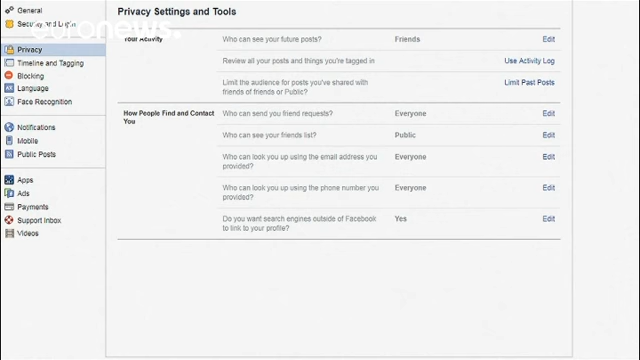 General
Security and Login
euronews.
Privacy
Timeline and Tagging
Blocking
Language
Face Recognition
Notifications
Mobile
Public Posts
Apps
Ads
Payments
Support Inbox
Videos
Privacy Settings and Tools
Your Activity
Who can see your future posts? Friends Edit
Review all your posts and things you're tagged in Use Activity Log
Limit the audience for posts you've shared with
friends of friends or Public? Limit Past Posts
How People Find and Contact
You
Who can send you friend requests? Everyone Edit
Who can see your friends list? Public Edit
Who can look you up using the email address you
provided? Everyone Edit
Who can look you up using the phone number you
provided? Everyone Edit
Do you want search engines outside of Facebook
to link to your profile? Yes Edit